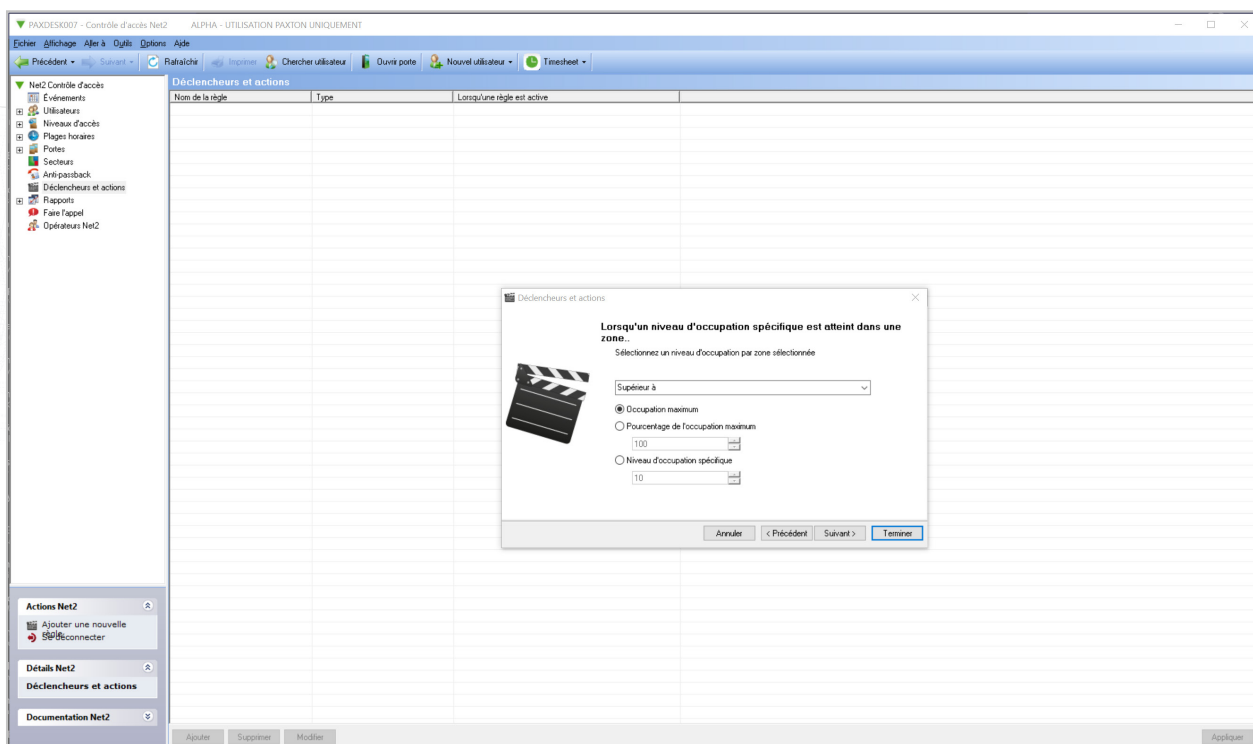 PAXDESK007 - Contrôle d'accès Net2 ALPHA - UTILISATION PAXTON UNIQUEMENT
Fichier Affichage Aller à Outils Options Aide
Précédent Suivant Rafraîchir Imprimer Chercher utilisateur Ouvrir porte Nouvel utilisateur Timesheet
Net2 Contrôle d'accès
Événements
Utilisateurs
Niveaux d'accès
Plages horaires
Portes
Secteurs
Anti-passback
Déclencheurs et actions
Rapports
Faire l'appel
Opérateurs Net2
Déclencheurs et actions
Nom de la règle Type Lorsqu'une règle est active
Déclencheurs et actions
Lorsqu'un niveau d'occupation spécifique est atteint dans une
zone..
Sélectionnez un niveau d'occupation par zone sélectionnée
Supérieur à
Occupation maximum
Pourcentage de l'occupation maximum
100
Niveau d'occupation spécifique
10
Annuler < Précédent Suivant > Terminer
Actions Net2
Ajouter une nouvelle
règle
Se déconnecter
Détails Net2
Déclencheurs et actions
Documentation Net2
Ajouter Supprimer Modifier Appliquer